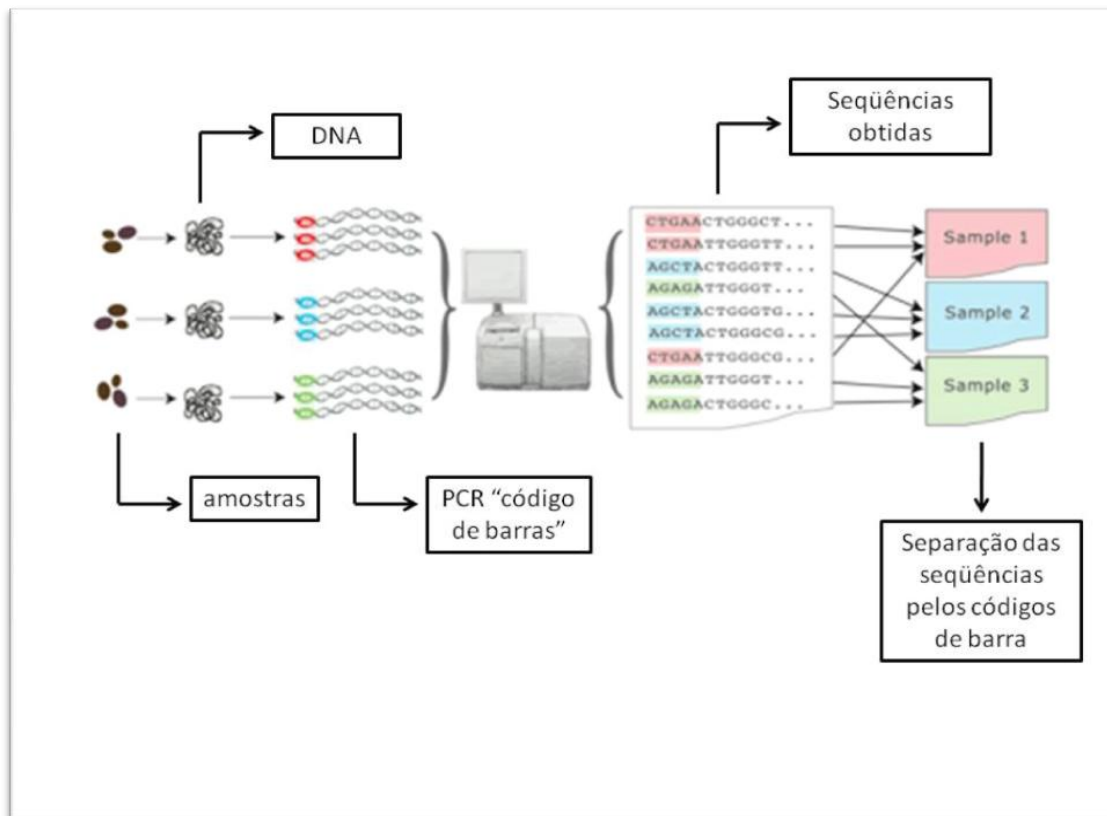 Seqüências
obtidas
DNA
CTGAACTGGGCT...
CTGAATTGGGTT...
AGCTACTGGGTT...
AGAGATTGGGT...
AGCTACTGGGTG...
AGCTACTGGGCG...
CTGAATTGGGCG...
AGAGATTGGGT...
AGAGACTGGGC...
Sample 1
Sample 2
Sample 3
amostras
PCR “código
de barras”
Separação das
seqüências
pelos códigos
de barra